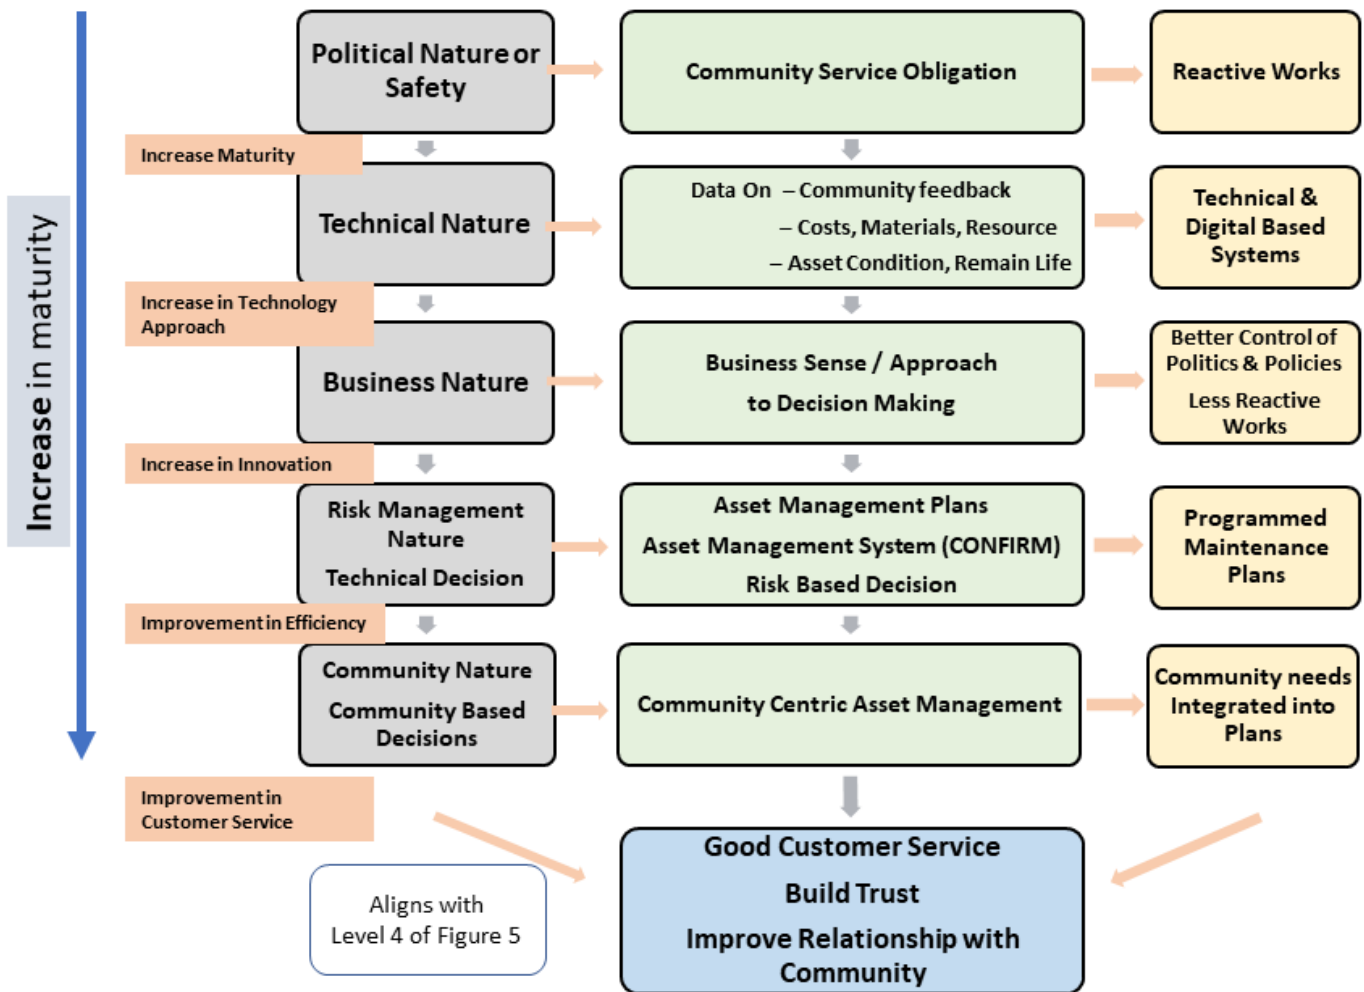 Political Nature or
Safety
Community Service Obligation
Reactive Works
Increase Maturity
Technical Nature
Data On – Community feedback
– Costs, Materials, Resource
– Asset Condition, Remain Life
Technical &
Digital Based
Systems
Increase in Technology
Approach
Business Nature
Business Sense / Approach
to Decision Making
Better Control of
Politics & Policies
Less Reactive
Works
Increase in Innovation
Risk Management
Nature
Technical Decision
Asset Management Plans
Asset Management System (CONFIRM)
Risk Based Decision
Programmed
Maintenance
Plans
Improvement in Efficiency
Community Nature
Community Based
Decisions
Community Centric Asset Management
Community needs
Integrated into
Plans
Improvement in
Customer Service
Good Customer Service
Build Trust
Improve Relationship with
Community
Aligns with
Level 4 of Figure 5
Increase in maturity